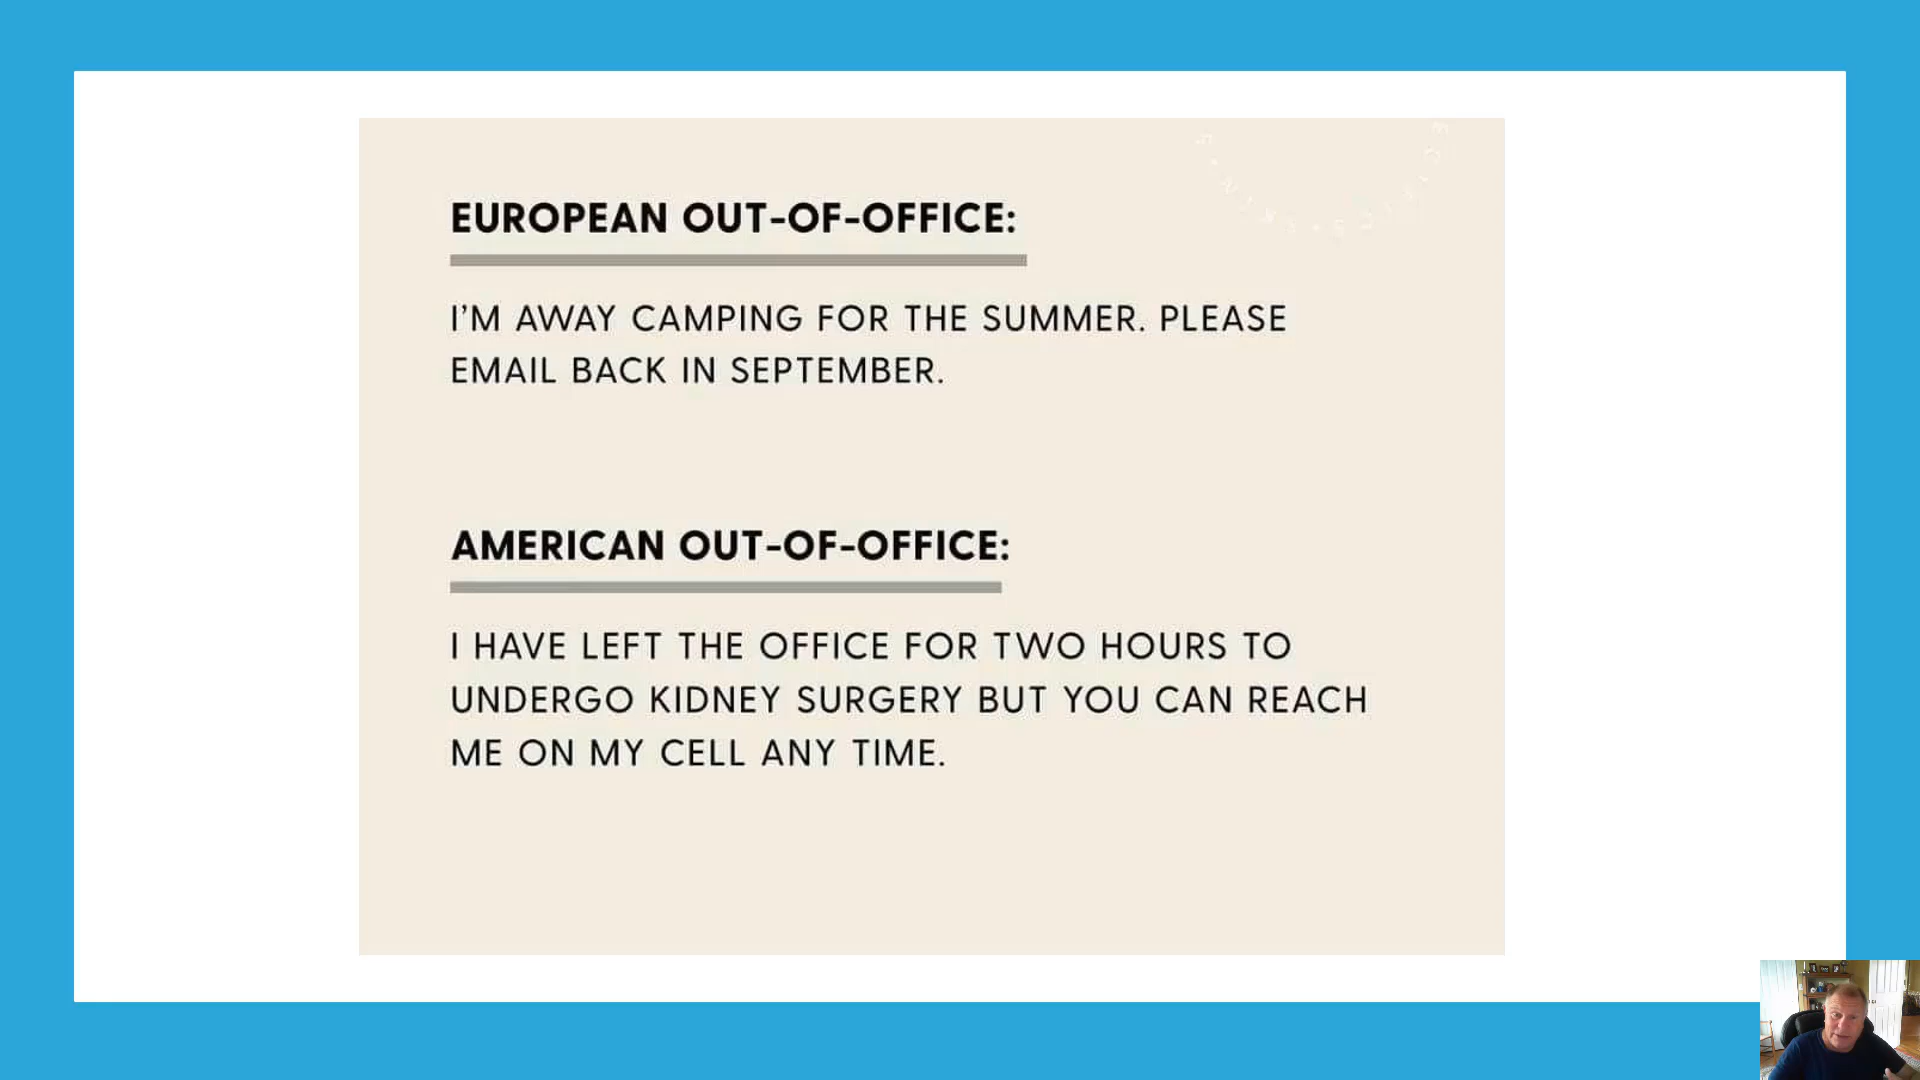 EUROPEAN OUT-OF-OFFICE:
I'M AWAY CAMPING FOR THE SUMMER. PLEASE
EMAIL BACK IN SEPTEMBER.
AMERICAN OUT-OF-OFFICE:
I HAVE LEFT THE OFFICE FOR TWO HOURS TO
UNDERGO KIDNEY SURGERY BUT YOU CAN REACH
ME ON MY CELL ANY TIME.